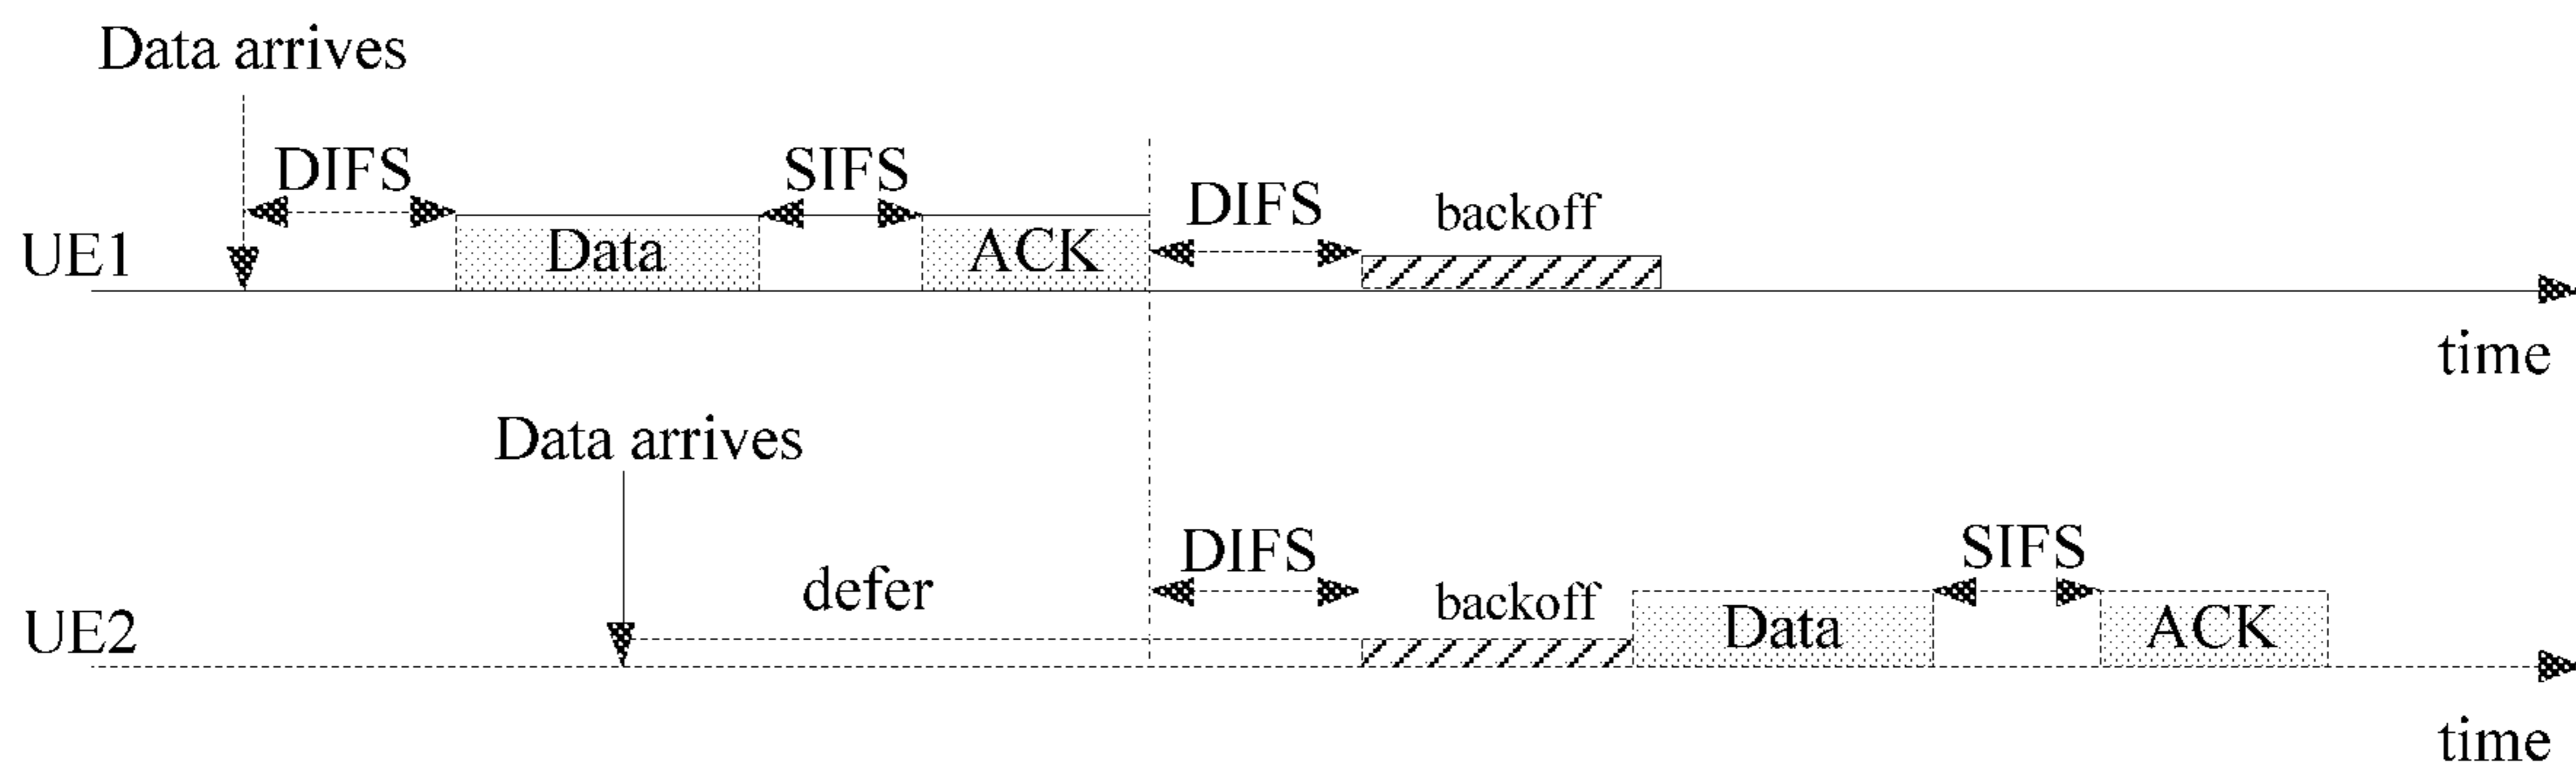 Data arrives
DIFS
SIFS
DIFS
backoff
UE1
Data
ACK
time
Data arrives
DIFS
SIFS
defer
backoff
UE2
Data
ACK
time